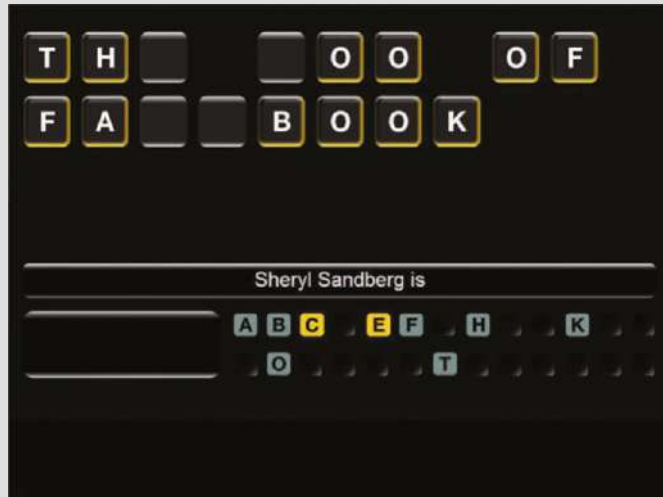 TH OO OF
FA BOOK
Sheryl Sandberg is
A B C E F H K
O T